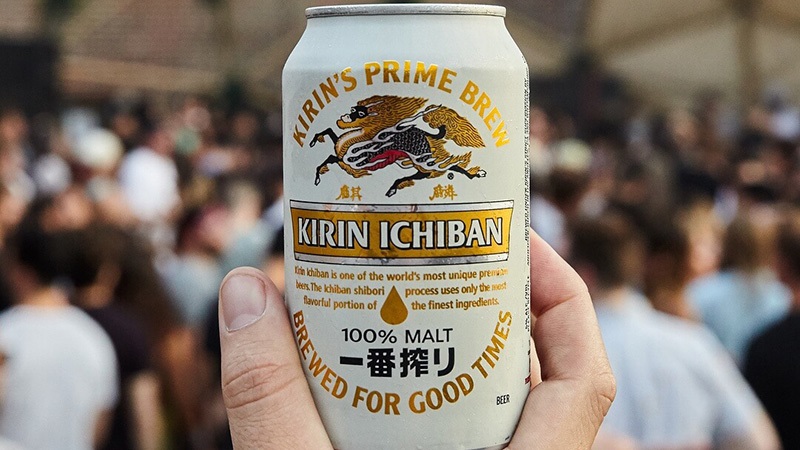 KIRIN'S PRIME BREW
麒 麟
KIRIN ICHIBAN
Kirin Ichiban is one of the world's most unique premium
beers. The Ichiban shibori process uses only the most
flavorful portion of the finest ingredients.
100% MALT
一番搾り
BREWED FOR GOOD TIMES
BEER